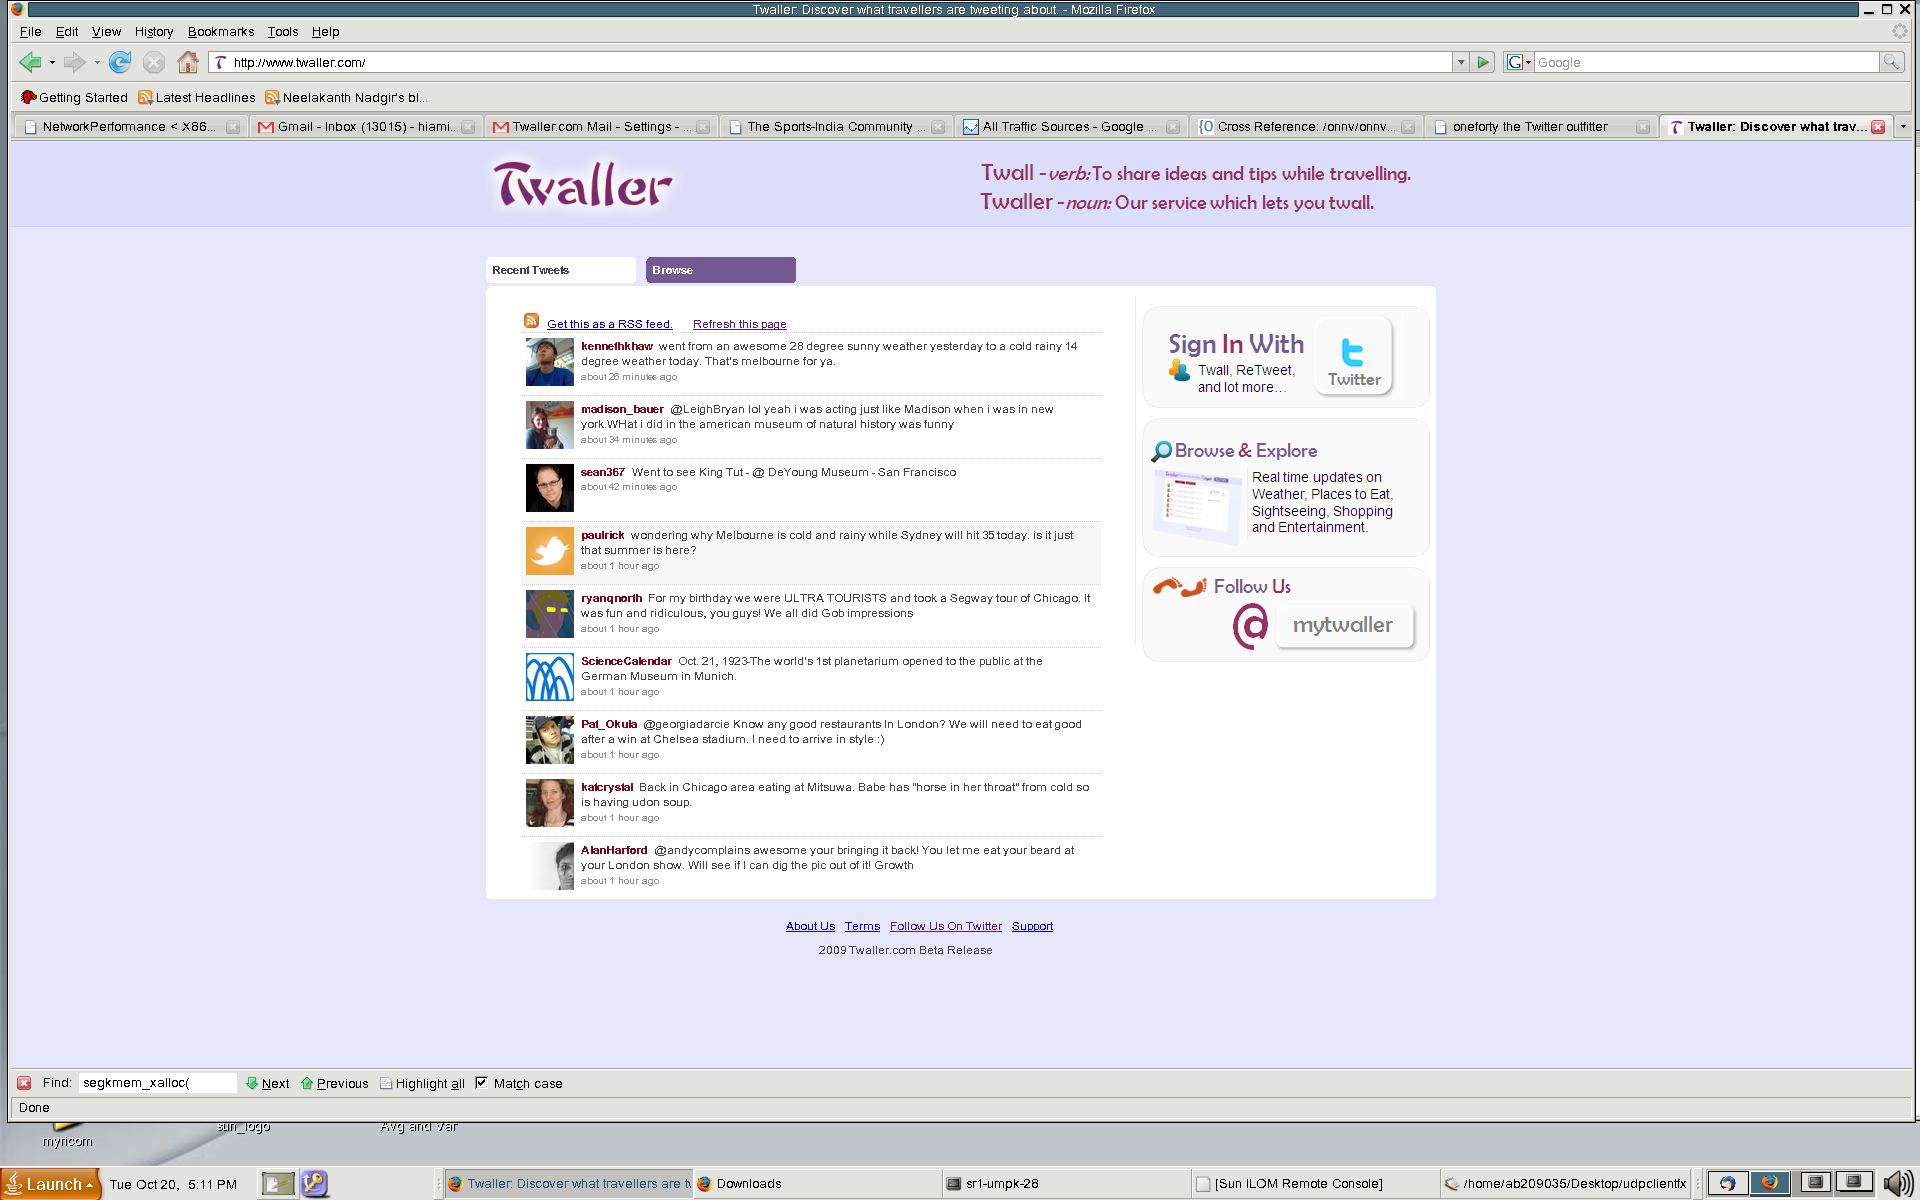 Twaller: Discover what travellers are tweeting about. - Mozilla Firefox
File Edit View History Bookmarks Tools Help
http://www.twaller.com/
Google
Getting Started Latest Headlines Neelakanth Nadgir's bl...
NetworkPerformance < X86... Gmail - Inbox (13015) - hiami... Twaller.com Mail - Settings - ... The Sports-India Community ... All Traffic Sources - Google ... Cross Reference: /onnv/onnv... oneforty the Twitter outfitter Twaller: Discover what trav...
Twaller
Twall - verb: To share ideas and tips while travelling.
Twaller - noun: Our service which lets you twall.
Recent Tweets Browse
Get this as a RSS feed. Refresh this page
kennethkhaw went from an awesome 28 degree sunny weather yesterday to a cold rainy 14
degree weather today. That's melbourne for ya.
about 26 minutes ago
madison_bauer @LeighBryan lol yeah i was acting just like Madison when i was in new
york.WHat i did in the american museum of natural history was funny
about 34 minutes ago
sean367 Went to see King Tut - @ DeYoung Museum - San Francisco
about 42 minutes ago
paulrick wondering why Melbourne is cold and rainy while Sydney will hit 35 today. is it just
that summer is here?
about 1 hour ago
ryanqnorth For my birthday we were ULTRA TOURISTS and took a Segway tour of Chicago. It
was fun and ridiculous, you guys! We all did Gob impressions
about 1 hour ago
ScienceCalendar Oct. 21, 1923-The world's 1st planetarium opened to the public at the
German Museum in Munich.
about 1 hour ago
Pat_Okula @georgiadarcie Know any good restaurants In London? We will need to eat good
after a win at Chelsea stadium. I need to arrive in style :)
about 1 hour ago
katcrystal Back in Chicago area eating at Mitsuwa. Babe has "horse in her throat" from cold so
is having udon soup.
about 1 hour ago
AlanHarford @andycomplains awesome your bringing it back! You let me eat your beard at
your London show. Will see if I can dig the pic out of it! Growth
about 1 hour ago
Sign In With
Twall, ReTweet,
and lot more...
Twitter
Browse & Explore
Real time updates on
Weather, Places to Eat,
Sightseeing, Shopping
and Entertainment.
Follow Us
@ mytwaller
About Us Terms Follow Us On Twitter Support
2009 Twaller.com Beta Release
Find: segkmem_xalloc( Next Previous Highlight all Match case
Done
myricom sun_logo Avg and Var
Launch Tue Oct 20, 5:11 PM Twaller: Discover what travellers are tw Downloads sr1-umpk-28 [Sun ILOM Remote Console] /home/ab209035/Desktop/udpclientfx